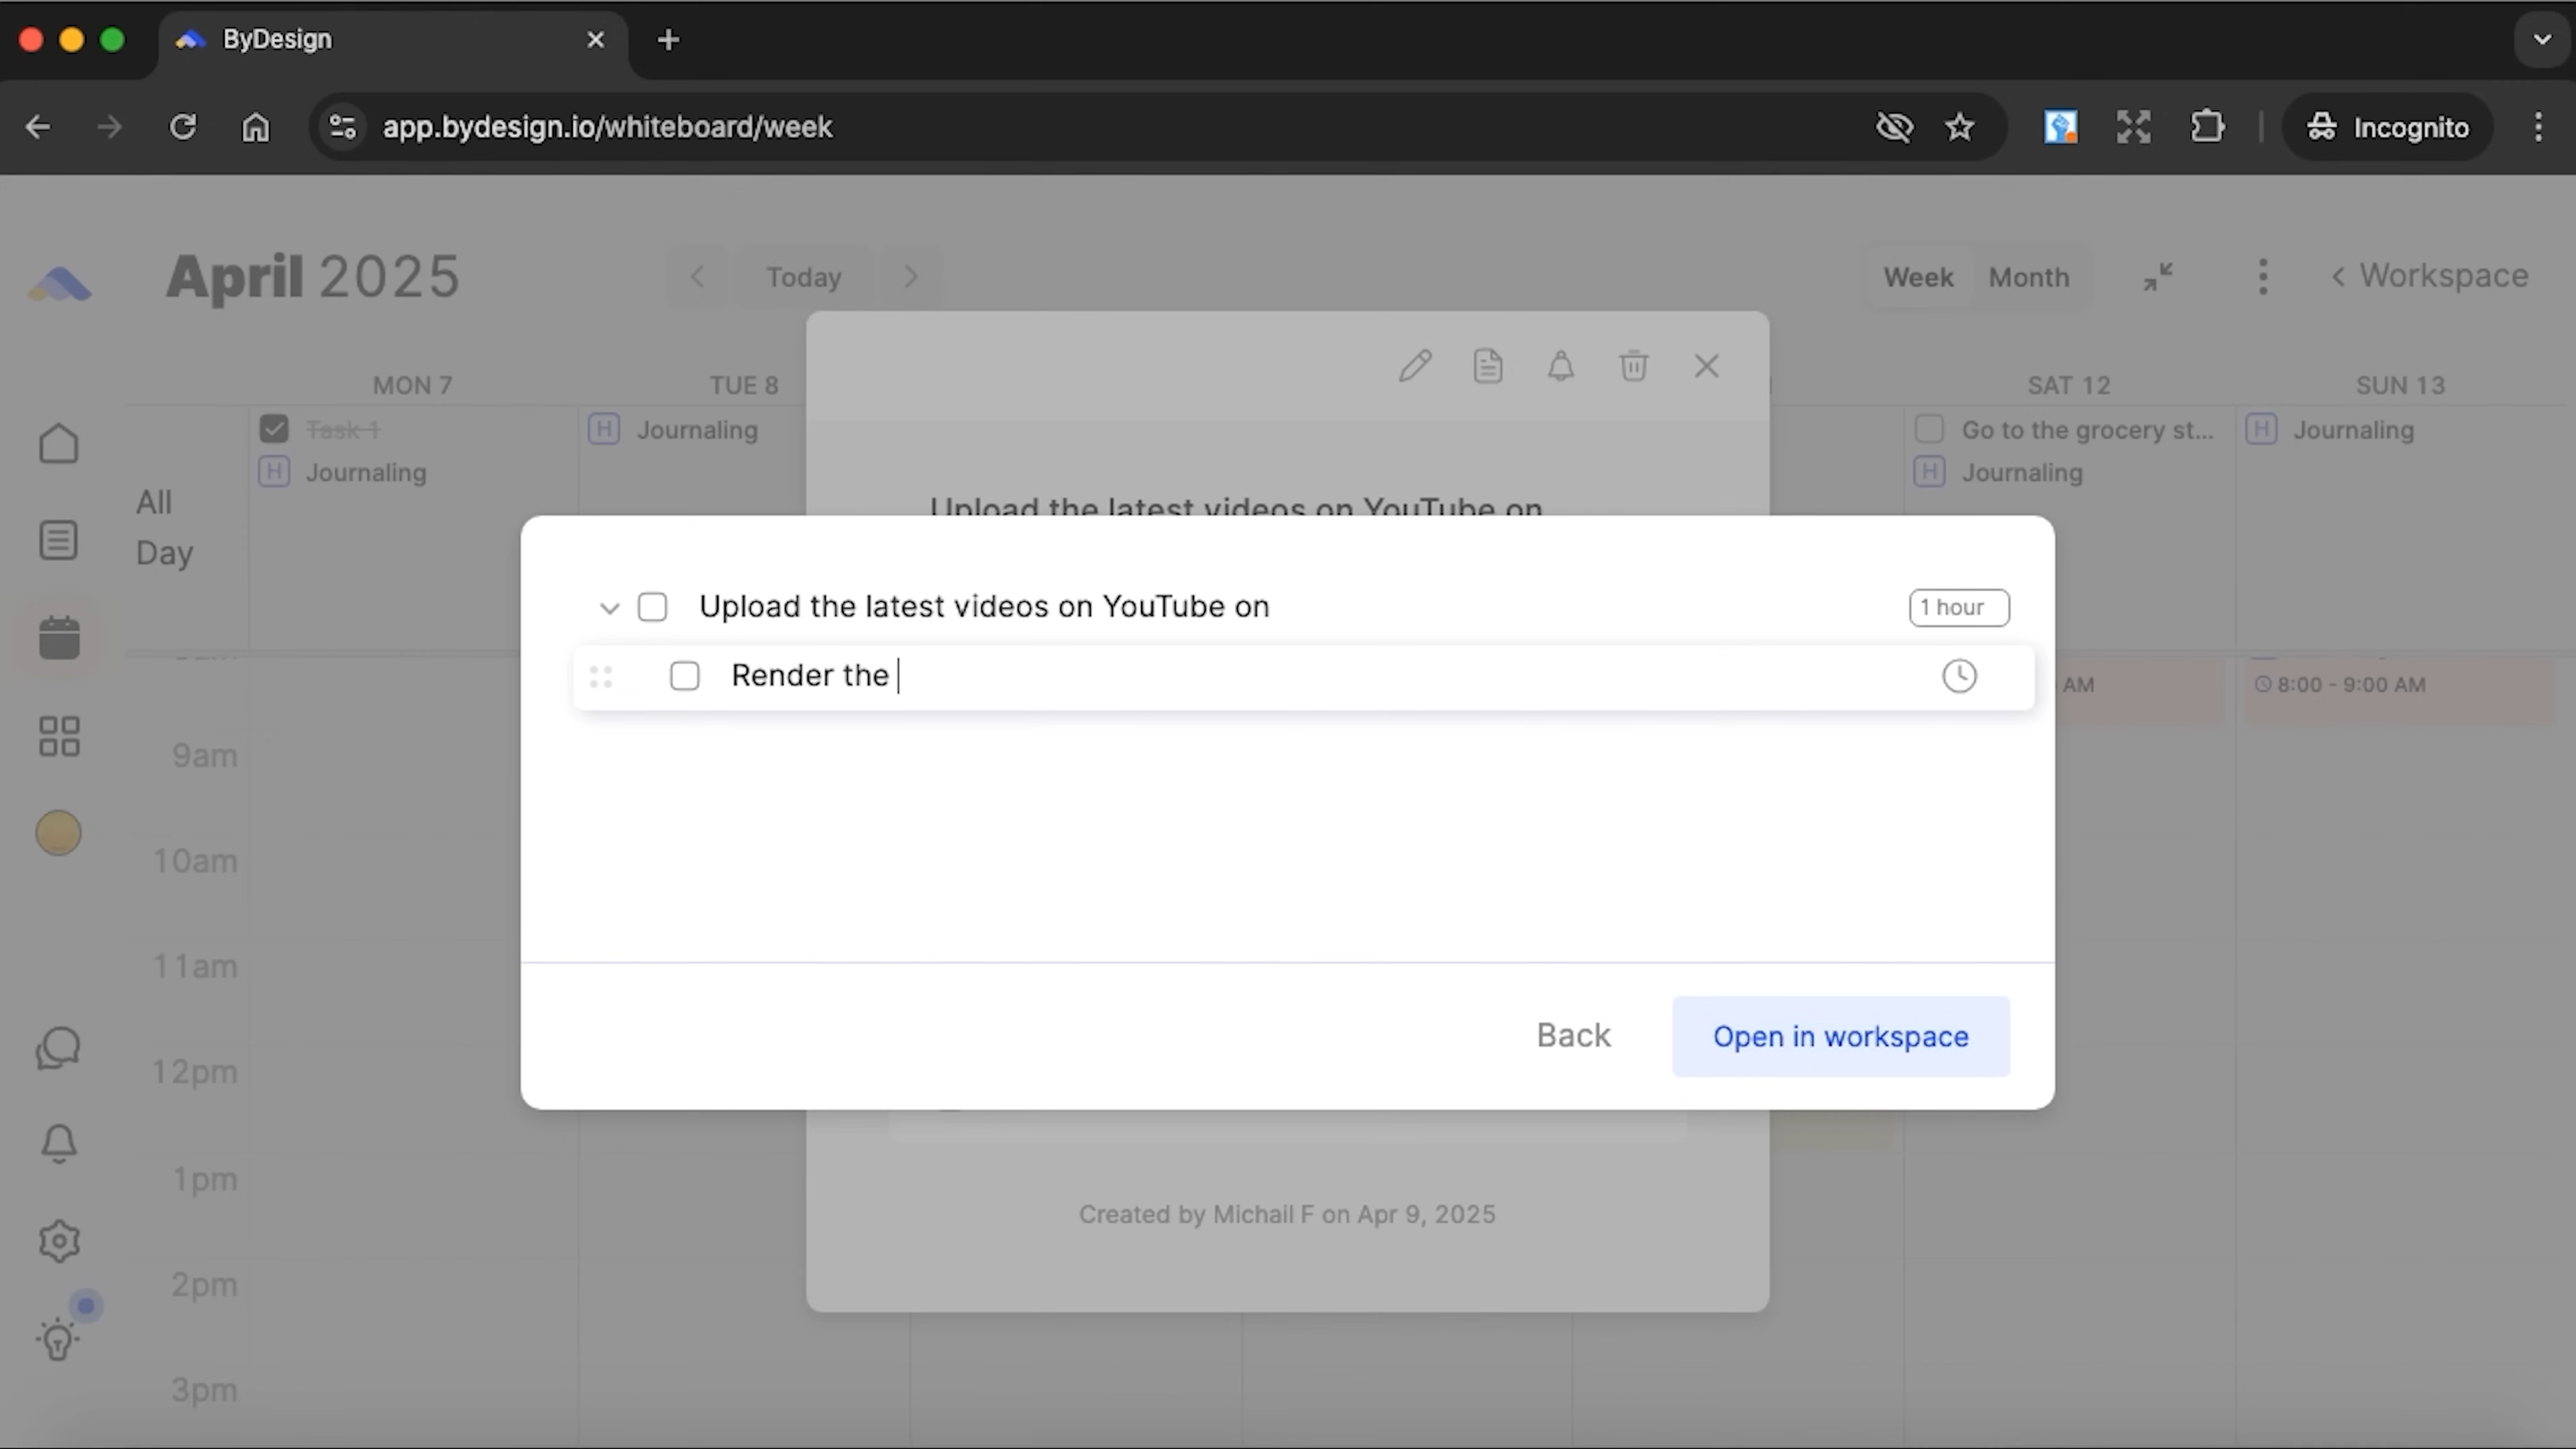 ByDesign
app.bydesign.io/whiteboard/week
Incognito
April 2025
Today
Week
Month
Workspace
MON 7
TUE 8
SAT 12
SUN 13
All
Day
Task 1
Journaling
H
Journaling
H
Go to the grocery st...
H
Journaling
H
Journaling
Upload the latest videos on YouTube on
Upload the latest videos on YouTube on
1 hour
Render the
AM
8:00 - 9:00 AM
9am
10am
11am
12pm
1pm
2pm
3pm
Back
Open in workspace
Created by Michail F on Apr 9, 2025